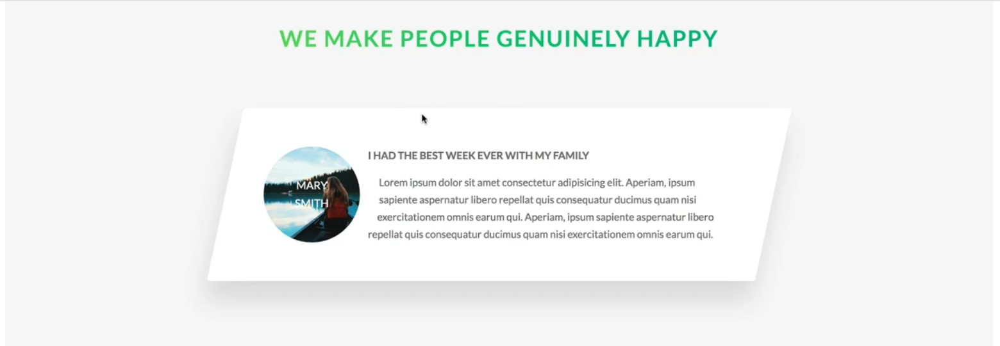 WE MAKE PEOPLE GENUINELY HAPPY
MARY
SMITH
I HAD THE BEST WEEK EVER WITH MY FAMILY
Lorem ipsum dolor sit amet consectetur adipisicing elit. Aperiam, ipsum
sapiente aspernatur libero repellat quis consequatur ducimus quam nisi
exercitationem omnis earum qui. Aperiam, ipsum sapiente aspernatur libero
repellat quis consequatur ducimus quam nisi exercitationem omnis earum qui.